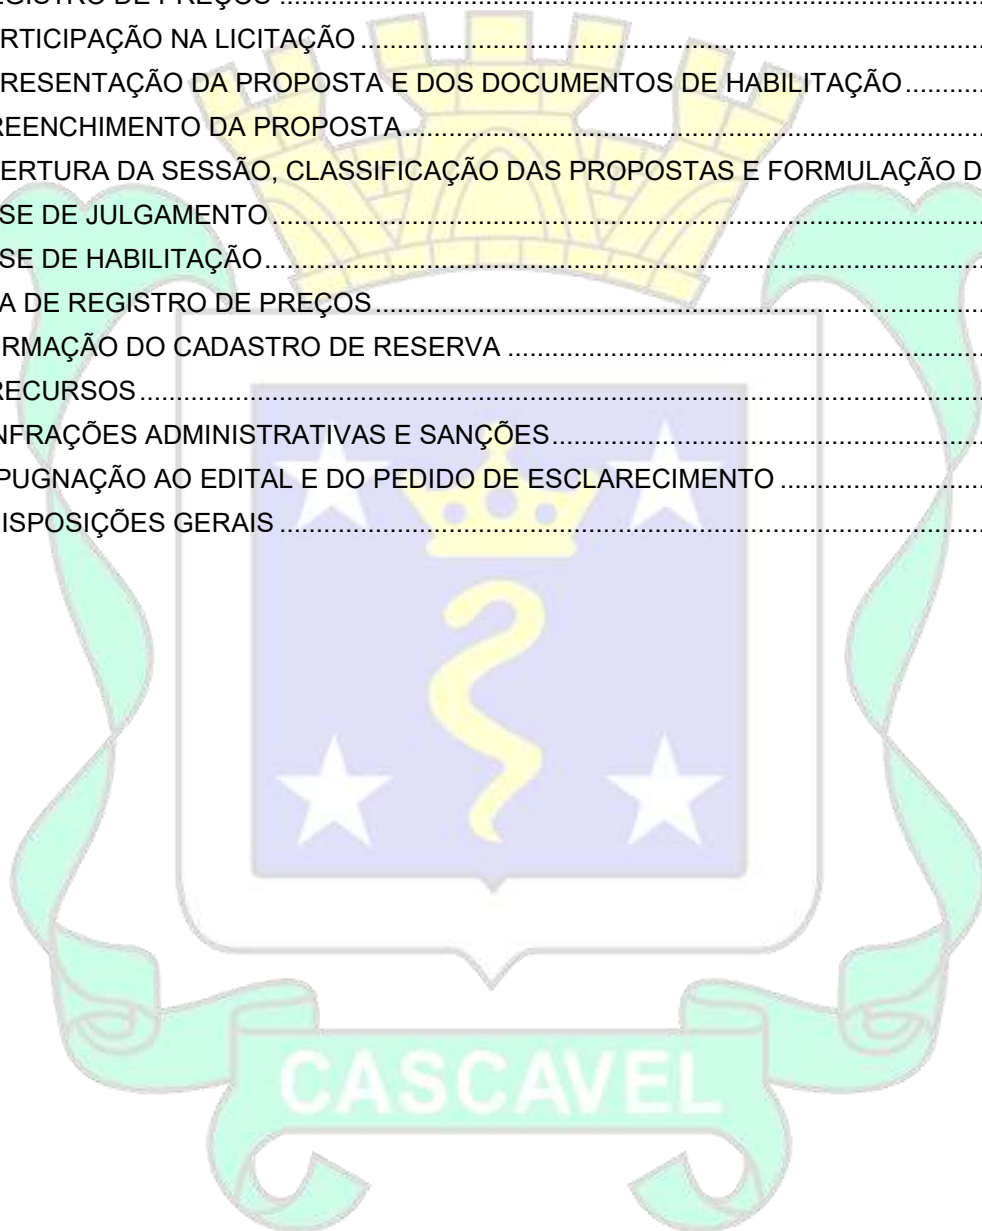 EGISTRO DE PREÇOS
RTICIPAÇÃO NA LICITAÇÃO
RESENTAÇÃO DA PROPOSTA E DOS DOCUMENTOS DE HABILITAÇÃO
REENCHIMENTO DA PROPOSTA
ERTURA DA SESSÃO, CLASSIFICAÇÃO DAS PROPOSTAS E FORMULAÇÃO D
SE DE JULGAMENTO
SE DE HABILITAÇÃO
A DE REGISTRO DE PREÇOS
RMAÇÃO DO CADASTRO DE RESERVA
RECURSOS
NFRAÇÕES ADMINISTRATIVAS E SANÇÕES
PUGNAÇÃO AO EDITAL E DO PEDIDO DE ESCLARECIMENTO
ISPOSIÇÕES GERAIS
CASCAVEL